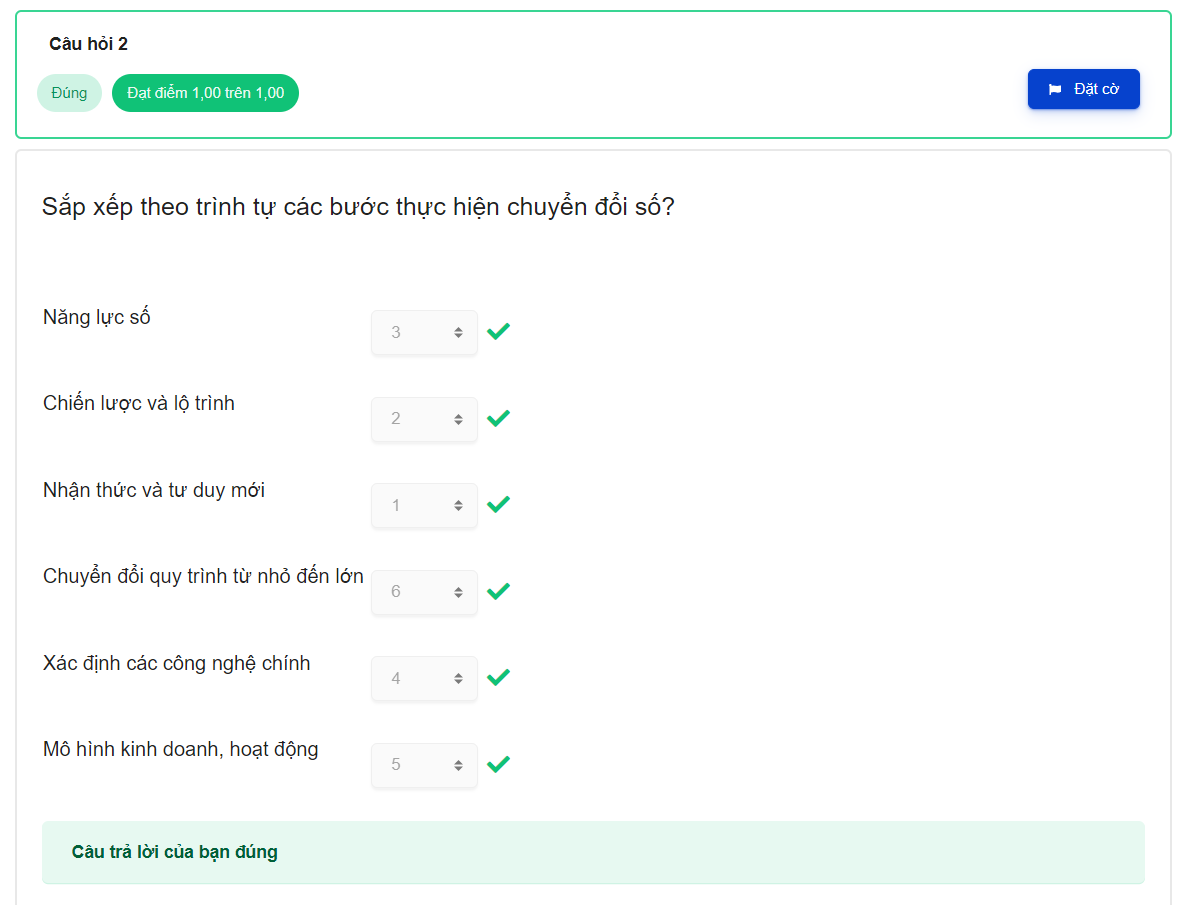 Câu hỏi 2
Đúng
Đạt điểm 1,00 trên 1,00
Đặt cờ
Sắp xếp theo trình tự các bước thực hiện chuyển đổi số?
Năng lực số
3
Chiến lược và lộ trình
2
Nhận thức và tư duy mới
1
Chuyển đổi quy trình từ nhỏ đến lớn
6
Xác định các công nghệ chính
4
Mô hình kinh doanh, hoạt động
5
Câu trả lời của bạn đúng